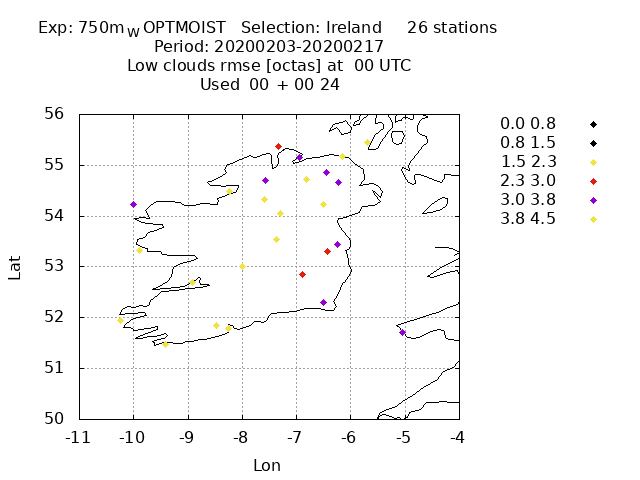 Exp: 750m_W OPTMOIST   Selection: Ireland     26 stations
Period: 20200203-20200217
Low clouds rmse [octas] at  00 UTC
Used  00 + 00 24
56
55
54
53
52
51
50
-11 -10 -9 -8 -7 -6 -5 -4
Lat
Lon
0.0 0.8
0.8 1.5
1.5 2.3
2.3 3.0
3.0 3.8
3.8 4.5